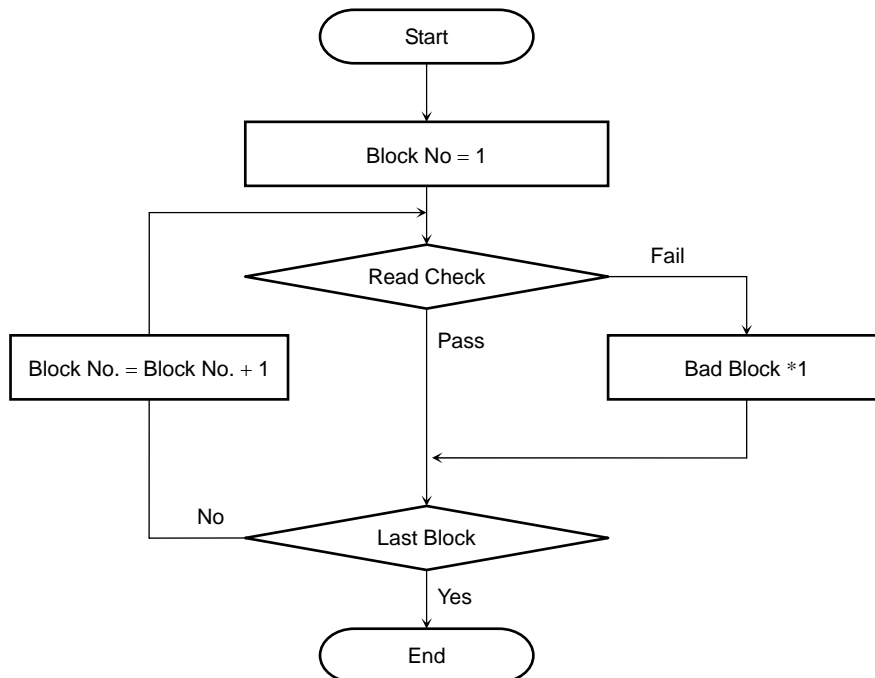 Start
Block No = 1
Read Check
Fail
Pass
Block No. = Block No. + 1
Bad Block *1
No
Last Block
Yes
End